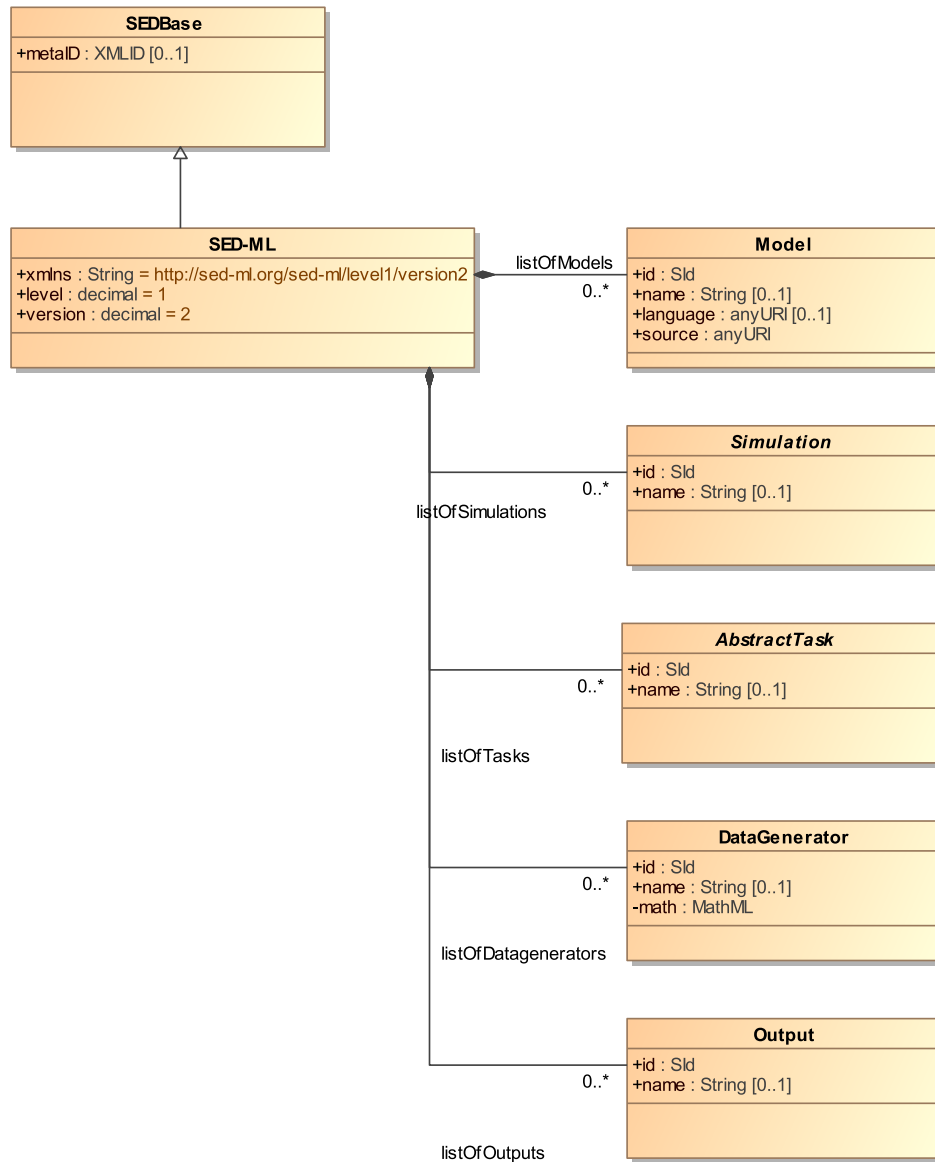 SEDBase
+metaID : XMLID [0..1]
SED-ML
+xmlns : String = http://sed-ml.org/sed-ml/level1/version2
+level : decimal = 1
+version : decimal = 2
listOfModels
0..*
Model
+id : SId
+name : String [0..1]
+language : anyURI [0..1]
+source : anyURI
Simulation
+id : SId
+name : String [0..1]
0..*
listOfSimulations
AbstractTask
+id : SId
+name : String [0..1]
0..*
listOfTasks
DataGenerator
+id : SId
+name : String [0..1]
-math : MathML
0..*
listOfDatagenerators
Output
+id : SId
+name : String [0..1]
0..*
listOfOutputs